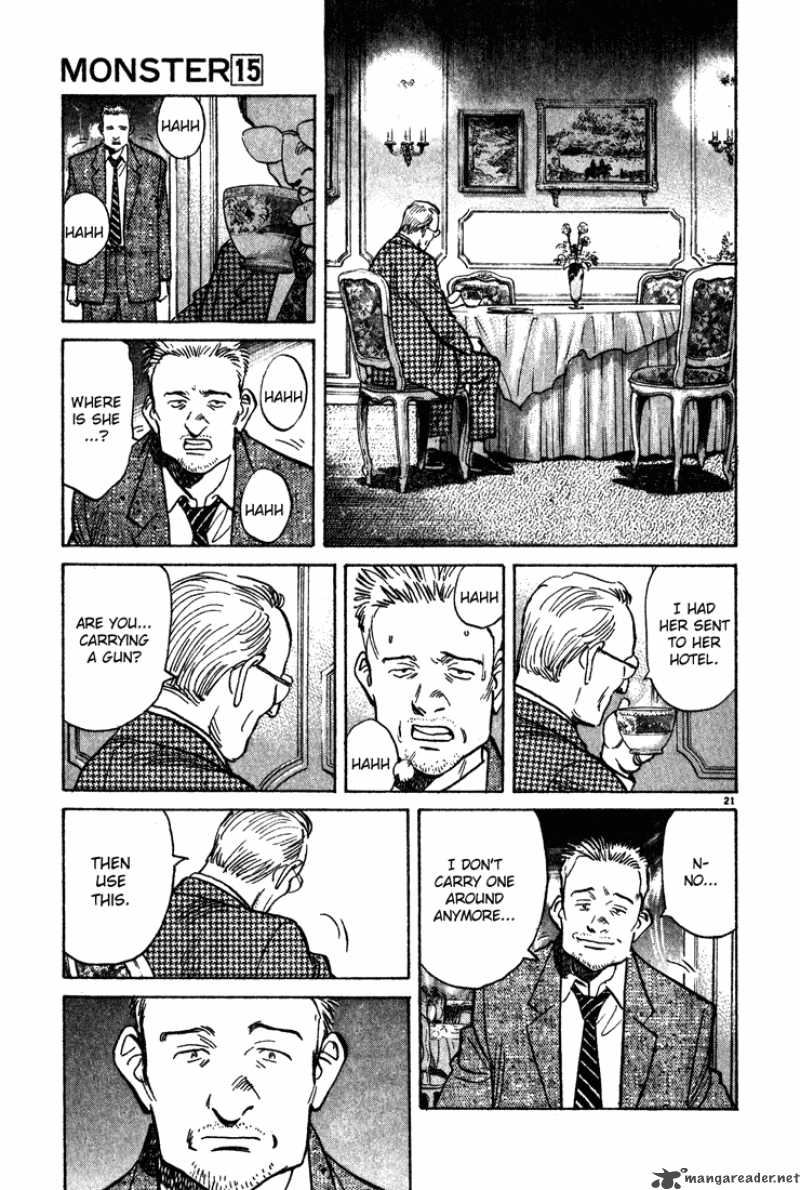 MONSTER 15
HAHH
HAHH
HAHH
WHERE
IS SHE
...?
HAHH
I HAD
HER SENT
TO HER
HOTEL.
HAHH
HAHH
ARE YOU...
CARRYING
A GUN?
21
N-
NO...
I DON'T
CARRY ONE
AROUND
ANYMORE...
THEN
USE
THIS.
mangareader.net